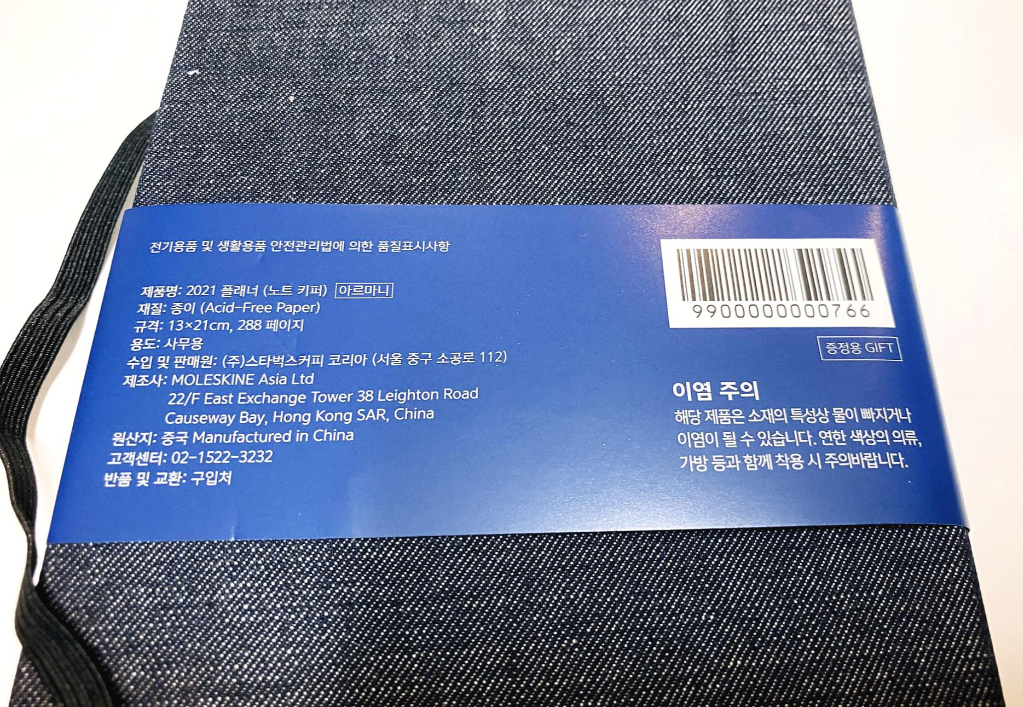 전기용품 및 생활용품 안전관리법에 의한 품질표시사항
제품명: 2021 플래너 (노트 키퍼) 아르마니
재질: 종이 (Acid-Free Paper)
규격: 13×21cm, 288 페이지
용도: 사무용
수입 및 판매원: (주)스타벅스커피 코리아 (서울 중구 소공로 112)
제조사: MOLESKINE Asia Ltd
22/F East Exchange Tower 38 Leighton Road
Causeway Bay, Hong Kong SAR, China
원산지: 중국 Manufactured in China
고객센터: 02-1522-3232
반품 및 교환: 구입처
9900000000766
증정용 GIFT
이염 주의
해당 제품은 소재의 특성상 물이 빠지거나
이염이 될 수 있습니다. 연한 색상의 의류,
가방 등과 함께 착용 시 주의바랍니다.